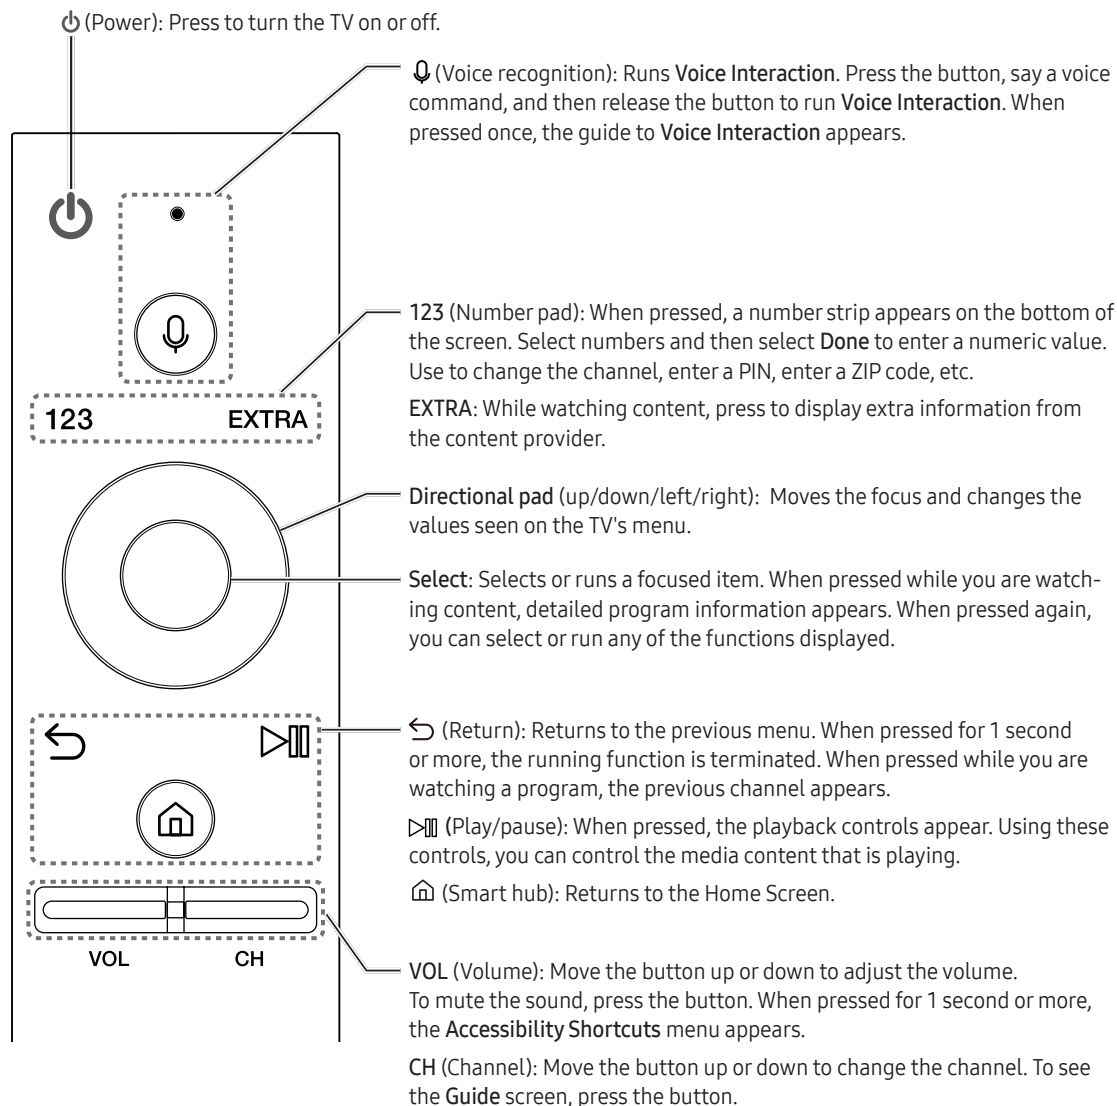 (Power): Press to turn the TV on or off.
(Voice recognition): Runs Voice Interaction. Press the button, say a voice
command, and then release the button to run Voice Interaction. When
pressed once, the guide to Voice Interaction appears.
123 (Number pad): When pressed, a number strip appears on the bottom of
the screen. Select numbers and then select Done to enter a numeric value.
Use to change the channel, enter a PIN, enter a ZIP code, etc.
123 EXTRA
EXTRA: While watching content, press to display extra information from
the content provider.
Directional pad (up/down/left/right): Moves the focus and changes the
values seen on the TV's menu.
Select: Selects or runs a focused item. When pressed while you are watch-
ing content, detailed program information appears. When pressed again,
you can select or run any of the functions displayed.
(Return): Returns to the previous menu. When pressed for 1 second
or more, the running function is terminated. When pressed while you are
watching a program, the previous channel appears.
(Play/pause): When pressed, the playback controls appear. Using these
controls, you can control the media content that is playing.
(Smart hub): Returns to the Home Screen.
VOL CH
VOL (Volume): Move the button up or down to adjust the volume.
To mute the sound, press the button. When pressed for 1 second or more,
the Accessibility Shortcuts menu appears.
CH (Channel): Move the button up or down to change the channel. To see
the Guide screen, press the button.